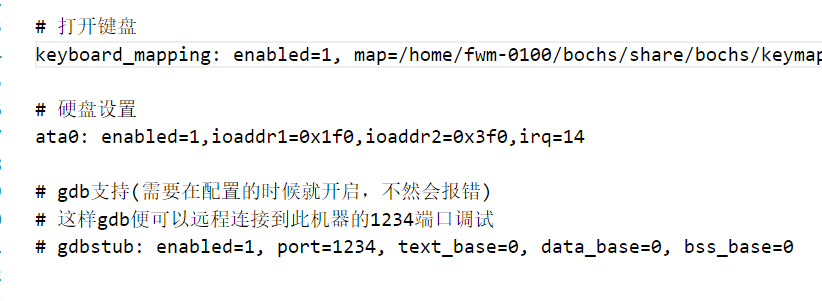 # 打开键盘
keyboard_mapping: enabled=1, map=/home/fwm-0100/bochs/share/bochs/keymap
# 硬盘设置
ata0: enabled=1,ioaddr1=0x1f0,ioaddr2=0x3f0,irq=14
# gdb支持(需要在配置的时候就开启，不然会报错)
# 这样gdb便可以远程连接到此机器的1234端口调试
# gdbstub: enabled=1, port=1234, text_base=0, data_base=0, bss_base=0